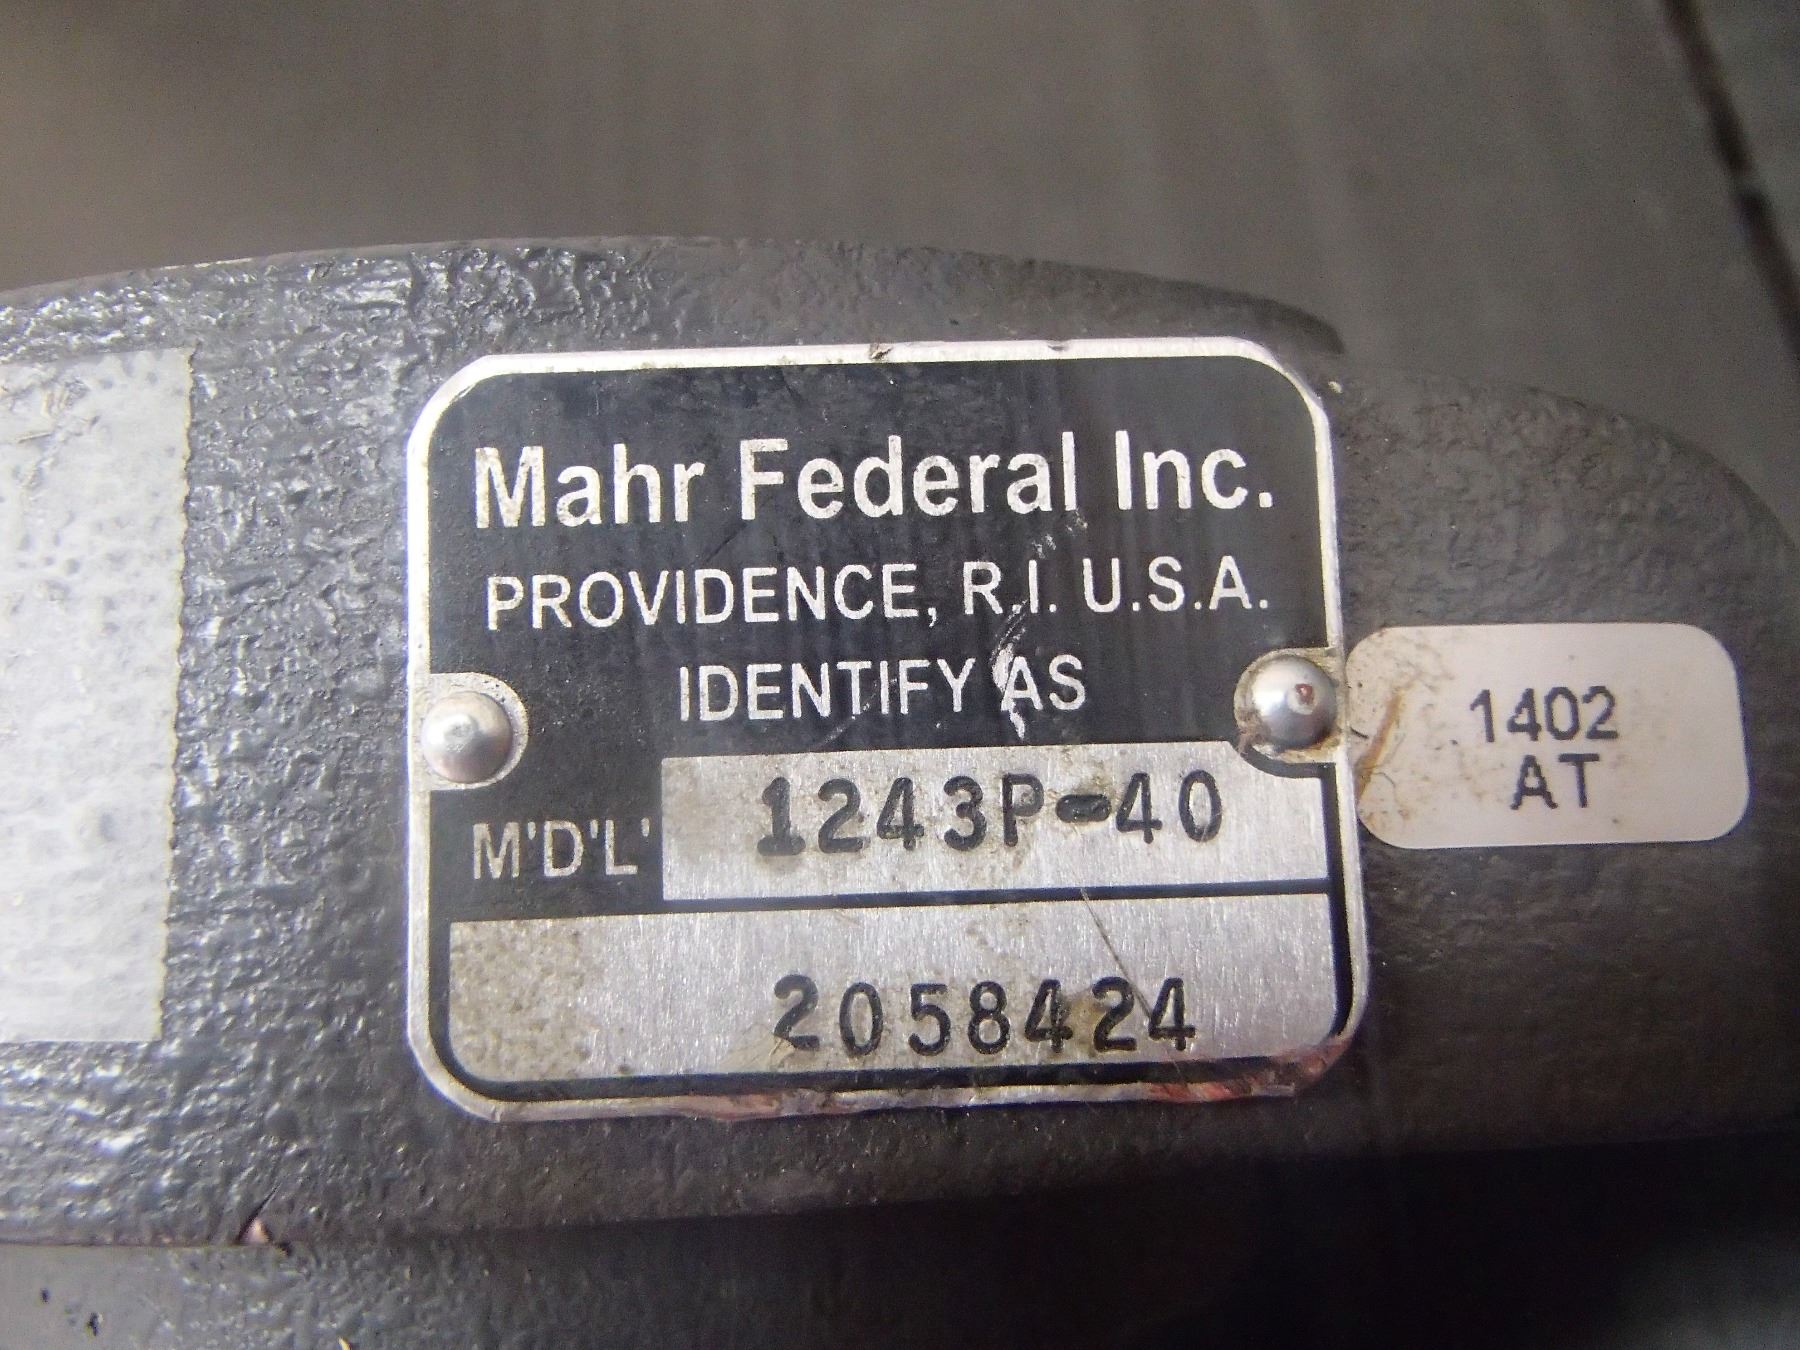 Mahr Federal Inc.
PROVIDENCE, R.I. U.S.A.
IDENTIFY AS
M'D'L' 1243P-40
2058424
1402
AT